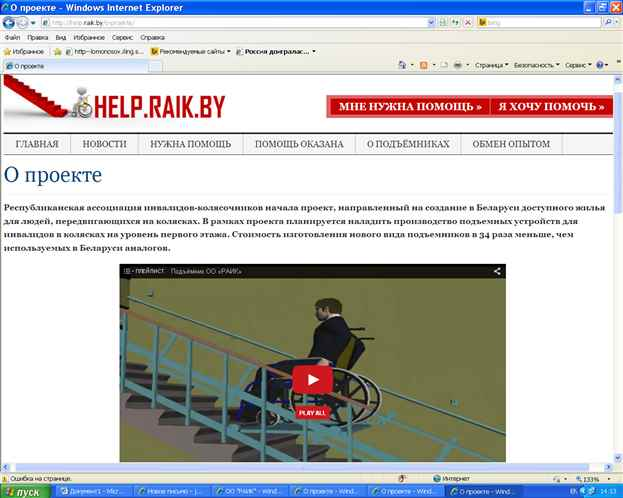 О проекте - Windows Internet Explorer
http://help.raik.by/o-proekte/
bing
Файл Правка Вид Избранное Сервис Справка
Избранное http--lomonosov.iling.s... Рекомендуемые сайты Россия доигралас...
О проекте
Страница Безопасность Сервис
HELP.RAIK.BY
МНЕ НУЖНА ПОМОЩЬ » Я ХОЧУ ПОМОЧЬ »
ГЛАВНАЯ НОВОСТИ НУЖНА ПОМОЩЬ ПОМОЩЬ ОКАЗАНА О ПОДЪЁМНИКАХ ОБМЕН ОПЫТОМ
О проекте
Республиканская ассоциация инвалидов-колясочников начала проект, направленный на создание в Беларуси доступного жилья
для людей, передвигающихся на колясках. В рамках проекта планируется наладить производство подъемных устройств для
инвалидов в колясках на уровень первого этажа. Стоимость изготовления нового вида подъемников в 34 раза меньше, чем
используемых в Беларуси аналогов.
ПЛЕЙЛИСТ Подъёмник ОО «РАИК»
PLAY ALL
Ошибка на странице. Интернет 133%
пуск Документ1 - Micr... Новое письмо - j... ОО "РАИК" - Wind... О проекте - Wind... О проекте - Wind... О проекте - Wind... EN 14:33